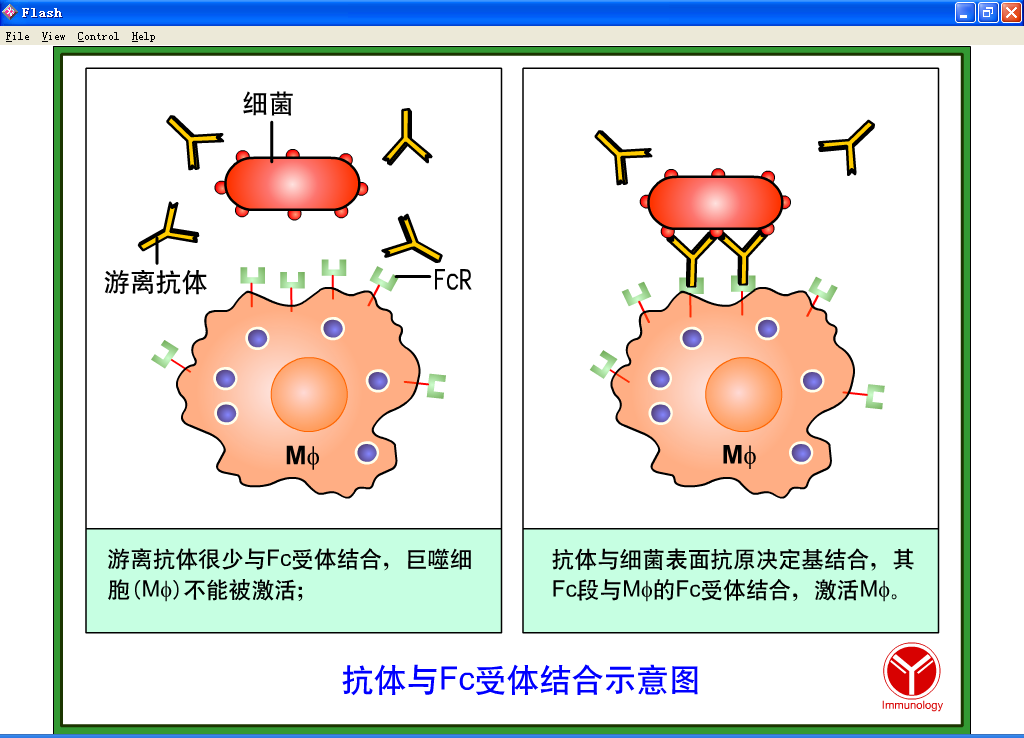 Flash
File View Control Help
细菌
游离抗体
FcR
Mϕ
Mϕ
游离抗体很少与Fc受体结合，巨噬细
胞(Mϕ)不能被激活;
抗体与细菌表面抗原决定基结合，其
Fc段与Mϕ的Fc受体结合，激活Mϕ。
抗体与Fc受体结合示意图
Immunology